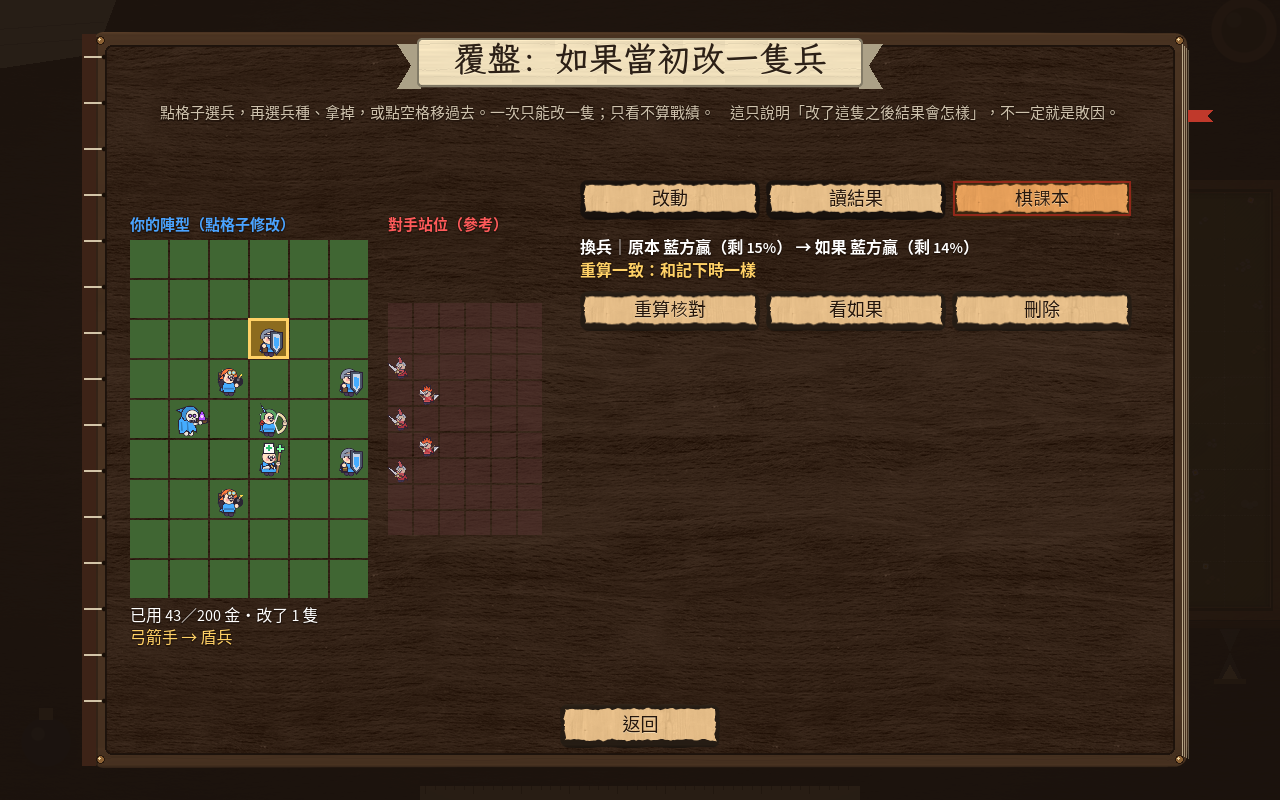 覆盤：如果當初改一隻兵
點格子選兵，再選兵種、拿掉，或點空格移過去。一次只能改一隻；只看不算戰績。　這只說明「改了這隻之後結果會怎樣」，不一定就是敗因。
改動
讀結果
棋課本
你的陣型（點格子修改）
對手站位（參考）
換兵｜原本 藍方贏（剩 15%）→ 如果 藍方贏（剩 14%）
重算一致：和記下時一樣
重算核對
看如果
刪除
已用 43／200 金・改了 1 隻
弓箭手 → 盾兵
返回